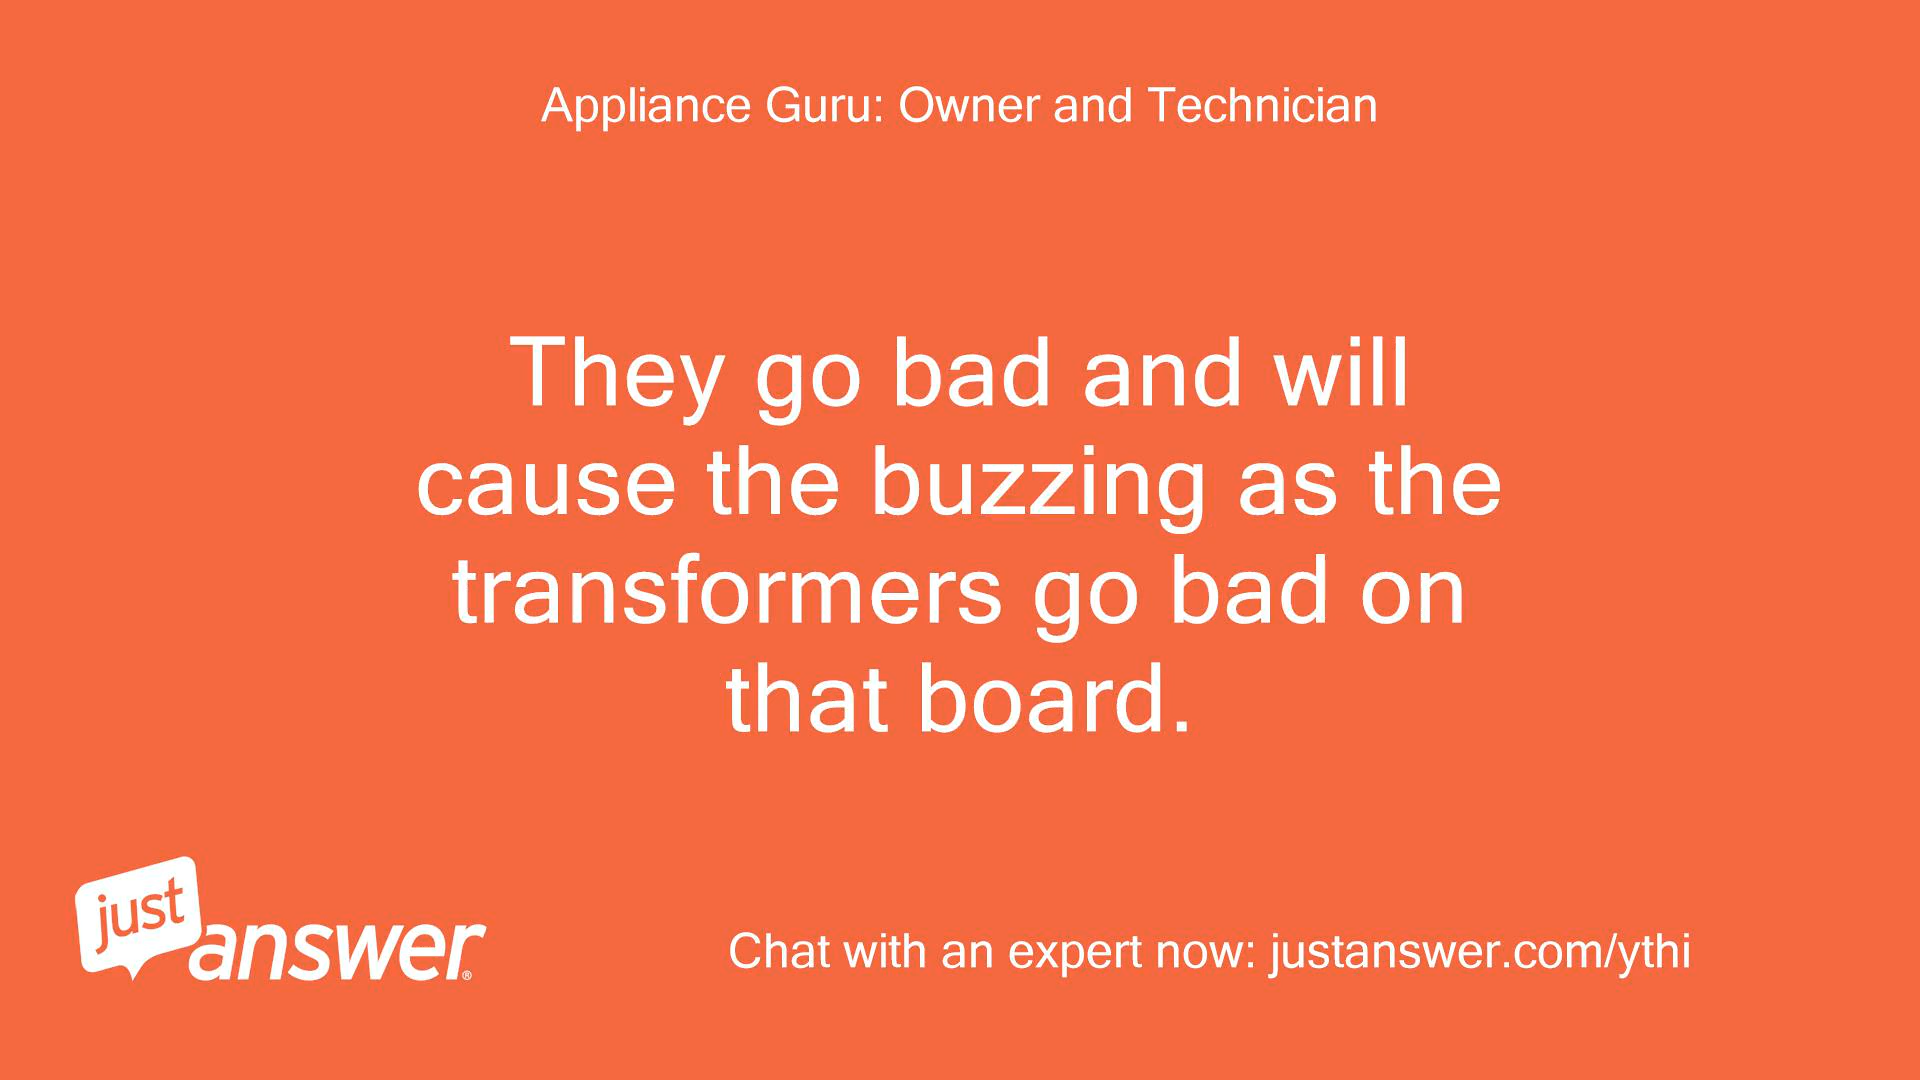 Appliance Guru: Owner and Technician
They go bad and will
cause the buzzing as the
transformers go bad on
that board.
just
answer®
Chat with an expert now: justanswer.com/ythi